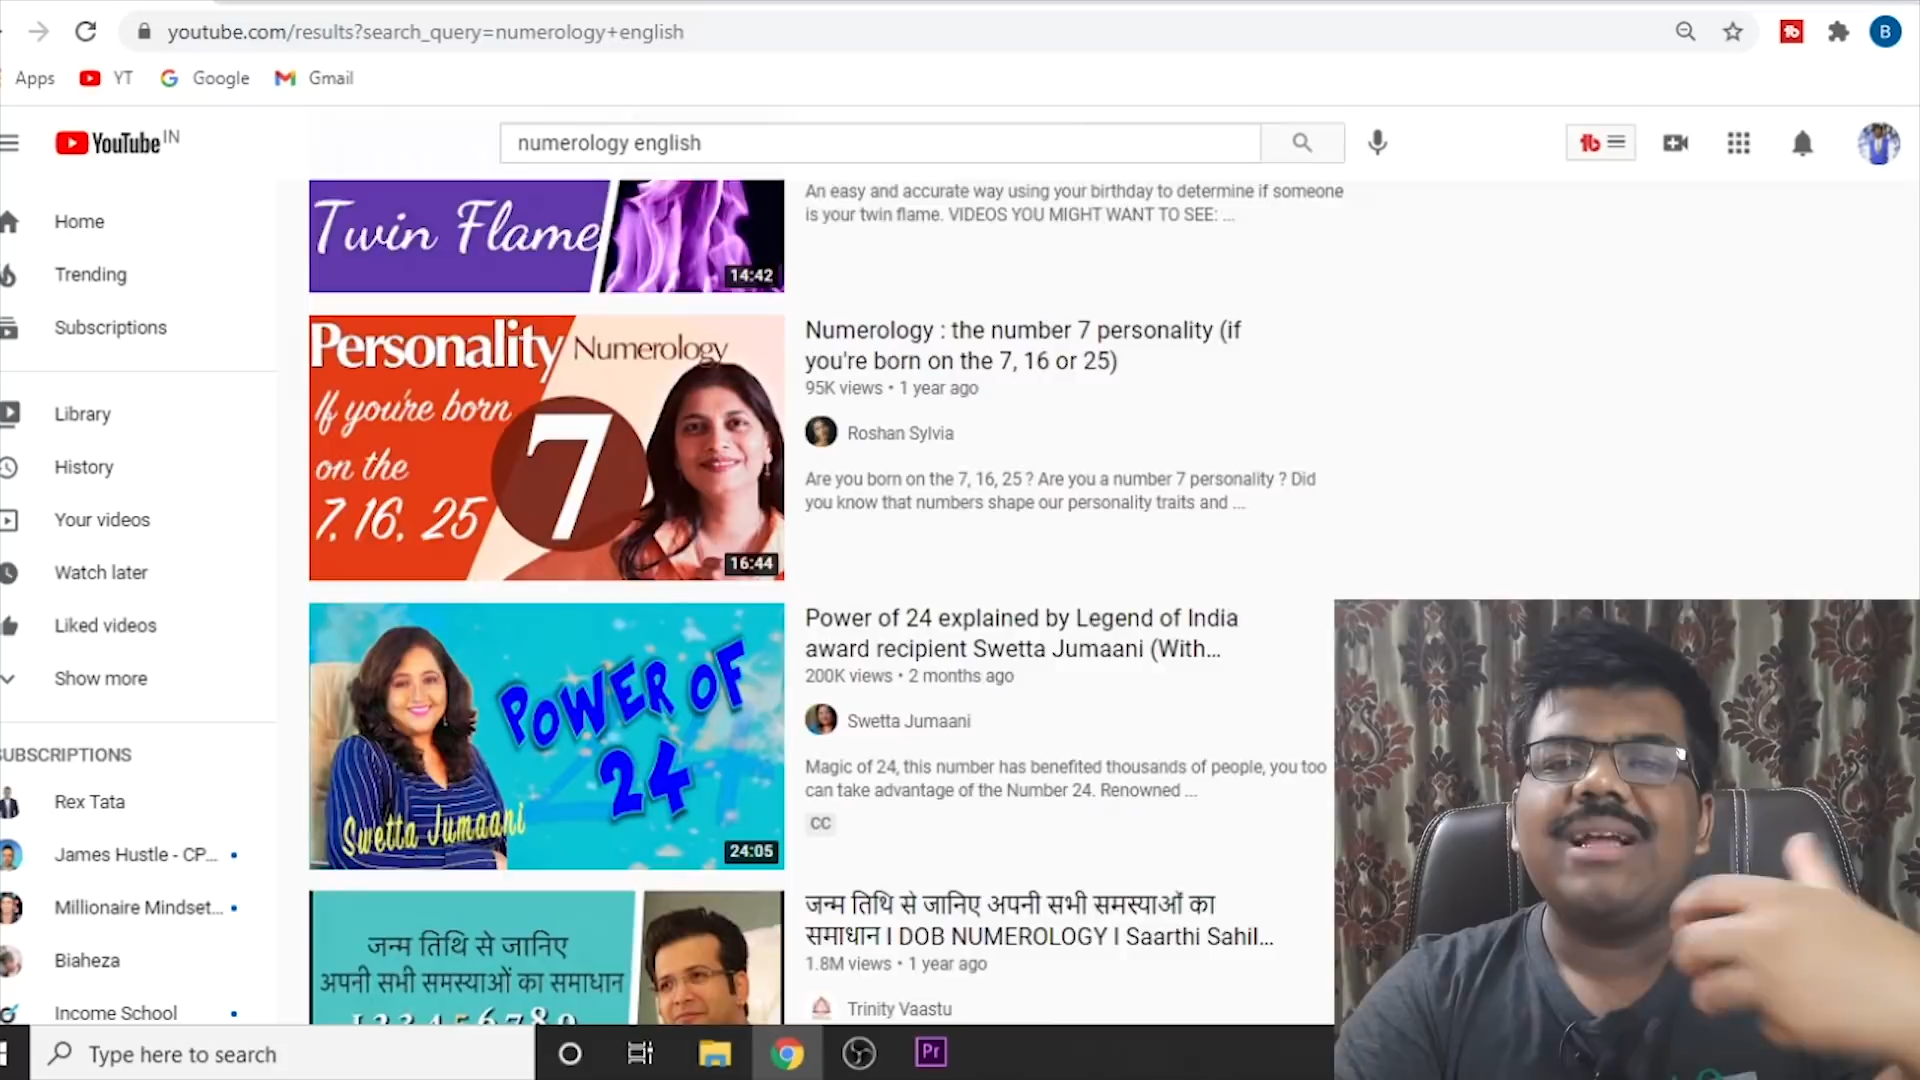 youtube.com/results?search_query=numerology+english
B
Apps
YT
Google
Gmail
YouTube IN
numerology english
Home
Trending
Subscriptions
Library
History
Your videos
Watch later
Liked videos
Show more
SUBSCRIPTIONS
Rex Tata
James Hustle - CP...
Millionaire Mindset...
Biaheza
Income School
Twin Flame
14:42
An easy and accurate way using your birthday to determine if someone
is your twin flame. VIDEOS YOU MIGHT WANT TO SEE: ...
Personality Numerology
If you're born
on the
7, 16, 25
7
16:44
Numerology : the number 7 personality (if
you're born on the 7, 16 or 25)
95K views • 1 year ago
Roshan Sylvia
Are you born on the 7, 16, 25 ? Are you a number 7 personality ? Did
you know that numbers shape our personality traits and ...
POWER OF
24
Swetta Jumaani
24:05
Power of 24 explained by Legend of India
award recipient Swetta Jumaani (With...
200K views • 2 months ago
Swetta Jumaani
Magic of 24, this number has benefited thousands of people, you too
can take advantage of the Number 24. Renowned ...
CC
जन्म तिथि से जानिए
अपनी सभी समस्याओं का समाधान
1 2 3 4 5 6 7 8 9
जन्म तिथि से जानिए अपनी सभी समस्याओं का
समाधान I DOB NUMEROLOGY I Saarthi Sahil...
1.8M views • 1 year ago
Trinity Vaastu
Type here to search
Pr